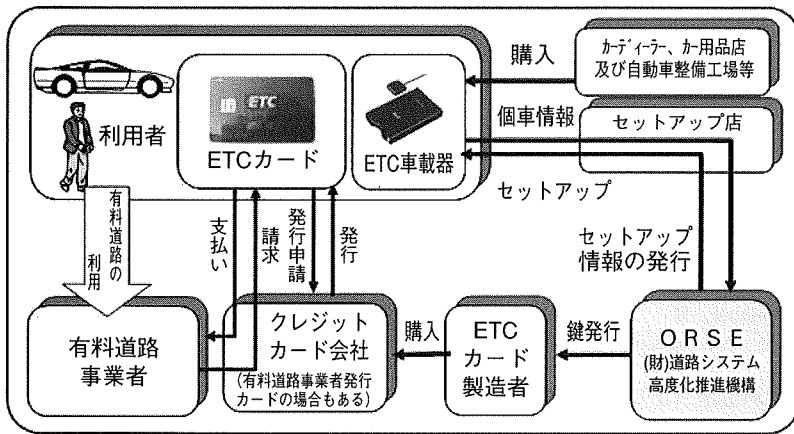 カーディーラー、カー用品店
及び自動車整備工場等
購入
ETC
利用者
ETCカード
ETC車載器
個車情報
セットアップ店
セットアップ
有料道路の
利用
支払い
請求
発行申請
発行
セットアップ
情報の発行
有料道路
事業者
クレジット
カード会社
(有料道路事業者発行
カードの場合もある)
購入
ETC
カード
製造者
鍵発行
ORSE
(財)道路システム
高度化推進機構